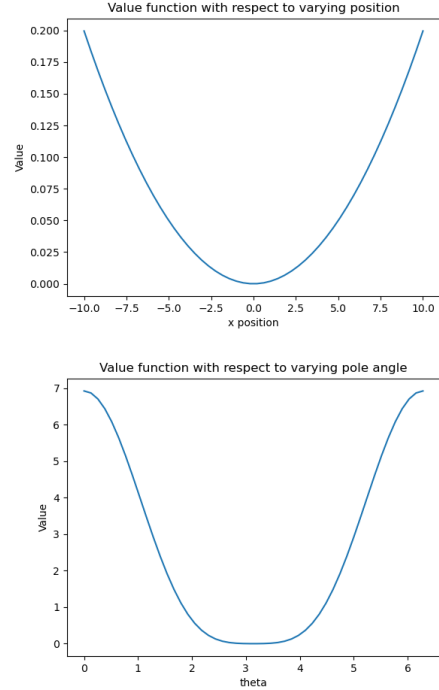 Value function with respect to varying position
0.200
0.175
0.150
0.125
0.100
0.075
0.050
0.025
0.000
Value
−10.0 −7.5 −5.0 −2.5 0.0 2.5 5.0 7.5 10.0
x position
Value function with respect to varying pole angle
7
6
5
4
3
2
1
0
Value
0 1 2 3 4 5 6
theta